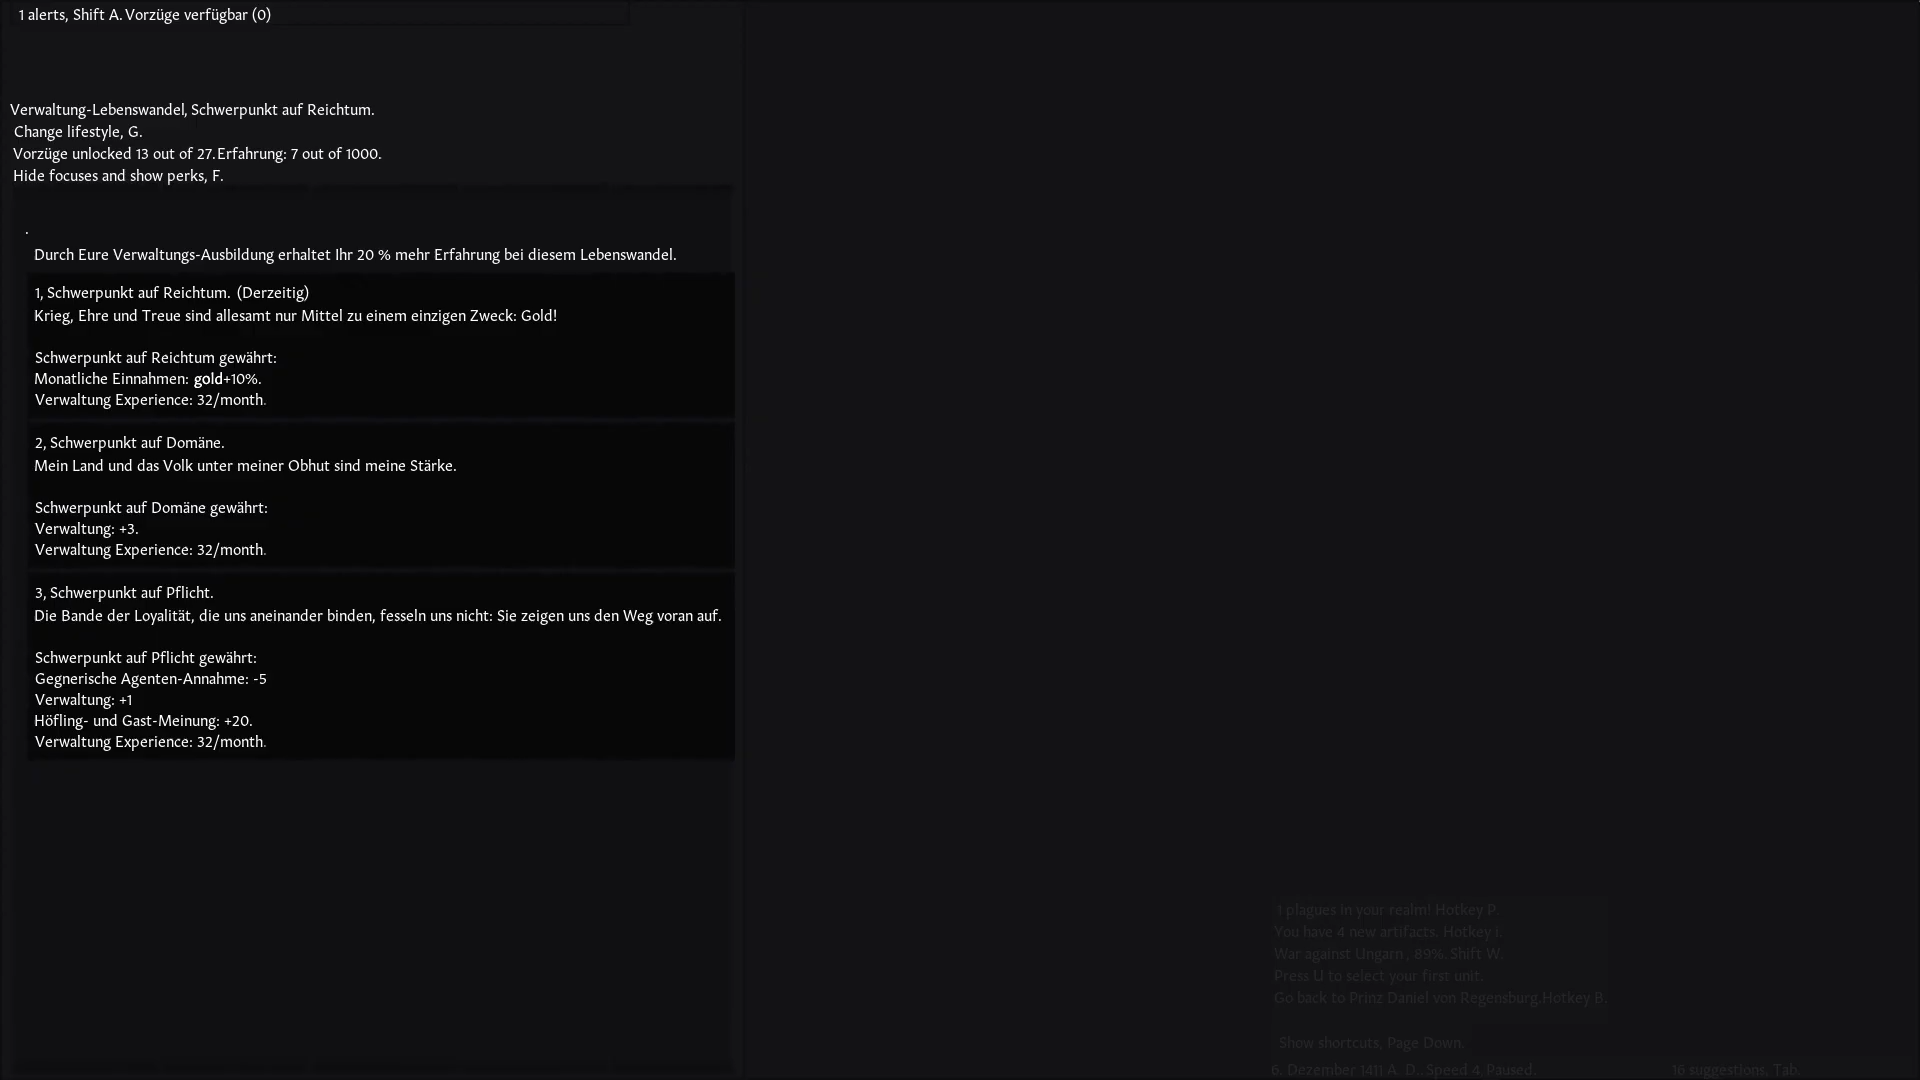 1 alerts, Shift A. Vorzüge verfügbar (0)
Verwaltung-Lebenswandel, Schwerpunkt auf Reichtum.
Change lifestyle, G.
Vorzüge unlocked 13 out of 27. Erfahrung: 7 out of 1000.
Hide focuses and show perks, F.
.
Durch Eure Verwaltungs-Ausbildung erhaltet Ihr 20 % mehr Erfahrung bei diesem Lebenswandel.
1, Schwerpunkt auf Reichtum. (Derzeitig)
Krieg, Ehre und Treue sind allesamt nur Mittel zu einem einzigen Zweck: Gold!
Schwerpunkt auf Reichtum gewährt:
Monatliche Einnahmen: gold+10%.
Verwaltung Experience: 32/month.
2, Schwerpunkt auf Domäne.
Mein Land und das Volk unter meiner Obhut sind meine Stärke.
Schwerpunkt auf Domäne gewährt:
Verwaltung: +3.
Verwaltung Experience: 32/month.
3, Schwerpunkt auf Pflicht.
Die Bande der Loyalität, die uns aneinander binden, fesseln uns nicht: Sie zeigen uns den Weg voran auf.
Schwerpunkt auf Pflicht gewährt:
Gegnerische Agenten-Annahme: -5
Verwaltung: +1
Höfling- und Gast-Meinung: +20.
Verwaltung Experience: 32/month.
1 plagues in your realm! Hotkey P.
You have 4 new artifacts. Hotkey i.
War against Ungarn , 89%. Shift W.
Press U to select your first unit.
Go back to Prinz Daniel von Regensburg.Hotkey B.
Show shortcuts, Page Down.
6. Dezember 1411 A. D.. Speed 4. Paused.
16 suggestions, Tab.